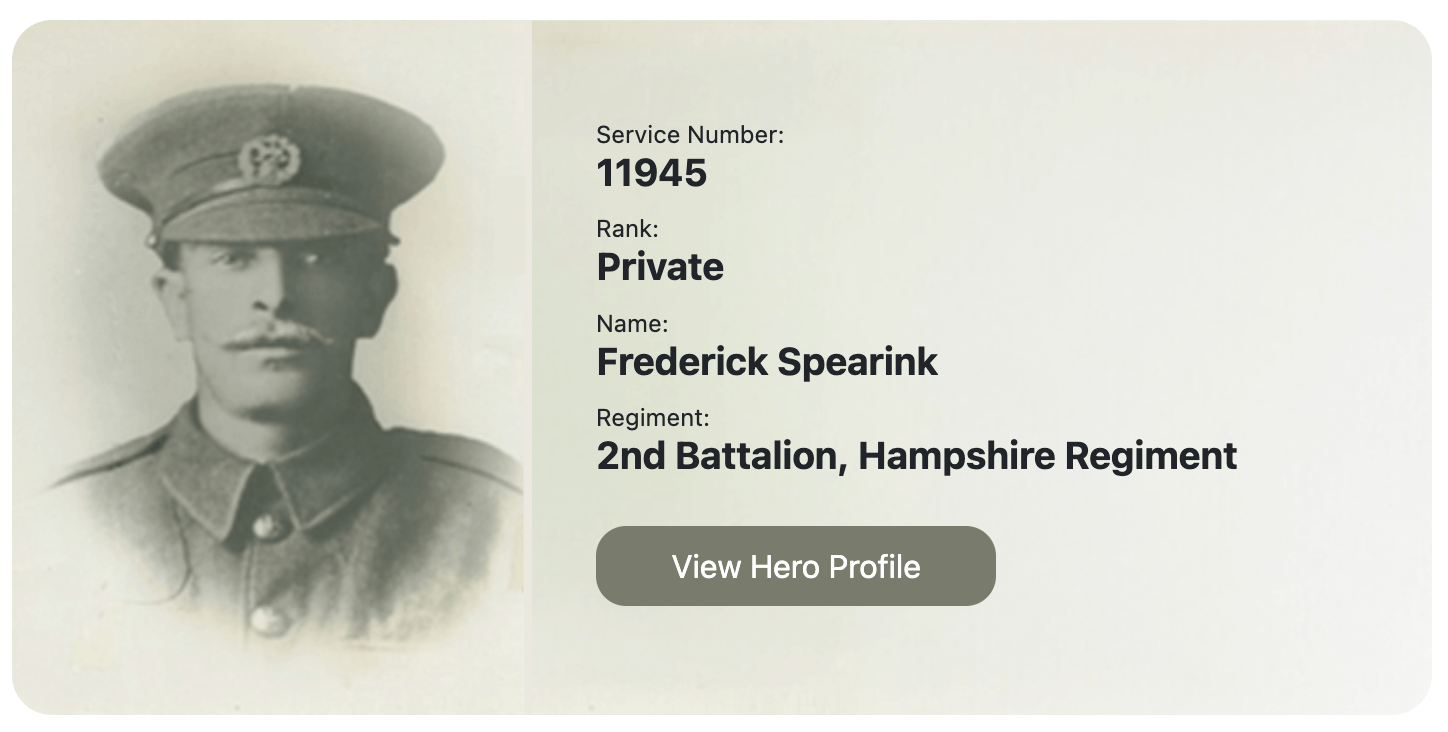 Service Number:
11945
Rank:
Private
Name:
Frederick Spearink
Regiment:
2nd Battalion, Hampshire Regiment
View Hero Profile